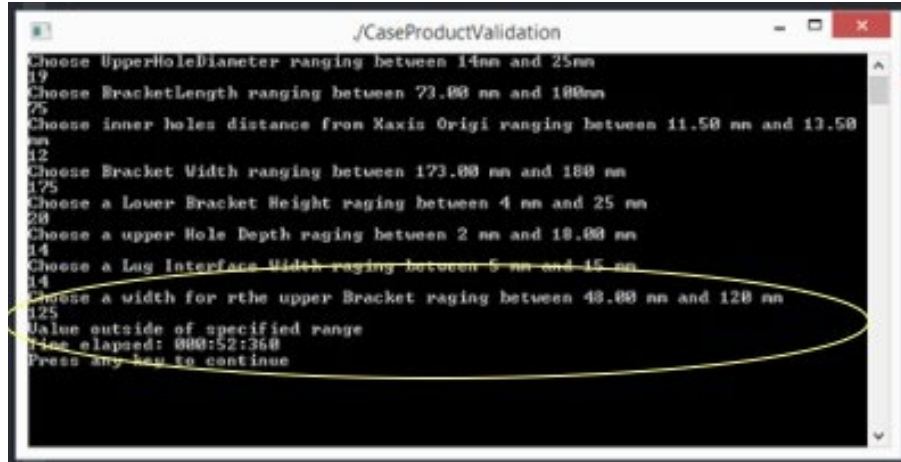 ./CaseProductValidation
Choose UpperHoleDiameter ranging between 14mm and 25mm
19
Choose BracketLength ranging between 73.00 mm and 100mm
75
Choose inner holes distance from Xaxis Origi ranging between 11.50 mm and 13.50
mm
12
Choose Bracket Width ranging between 173.00 mm and 180 mm
175
Choose a Lower Bracket Height raging between 4 mm and 25 mm
20
Choose a upper Hole Depth raging between 2 mm and 18.00 mm
14
Choose a Lug Interface Width raging between 5 mm and 15 mm
14
Choose a width for rthe upper Bracket raging between 48.00 mm and 120 mm
125
Value outside of specified range
Time elapsed: 000:52:360
Press any key to continue